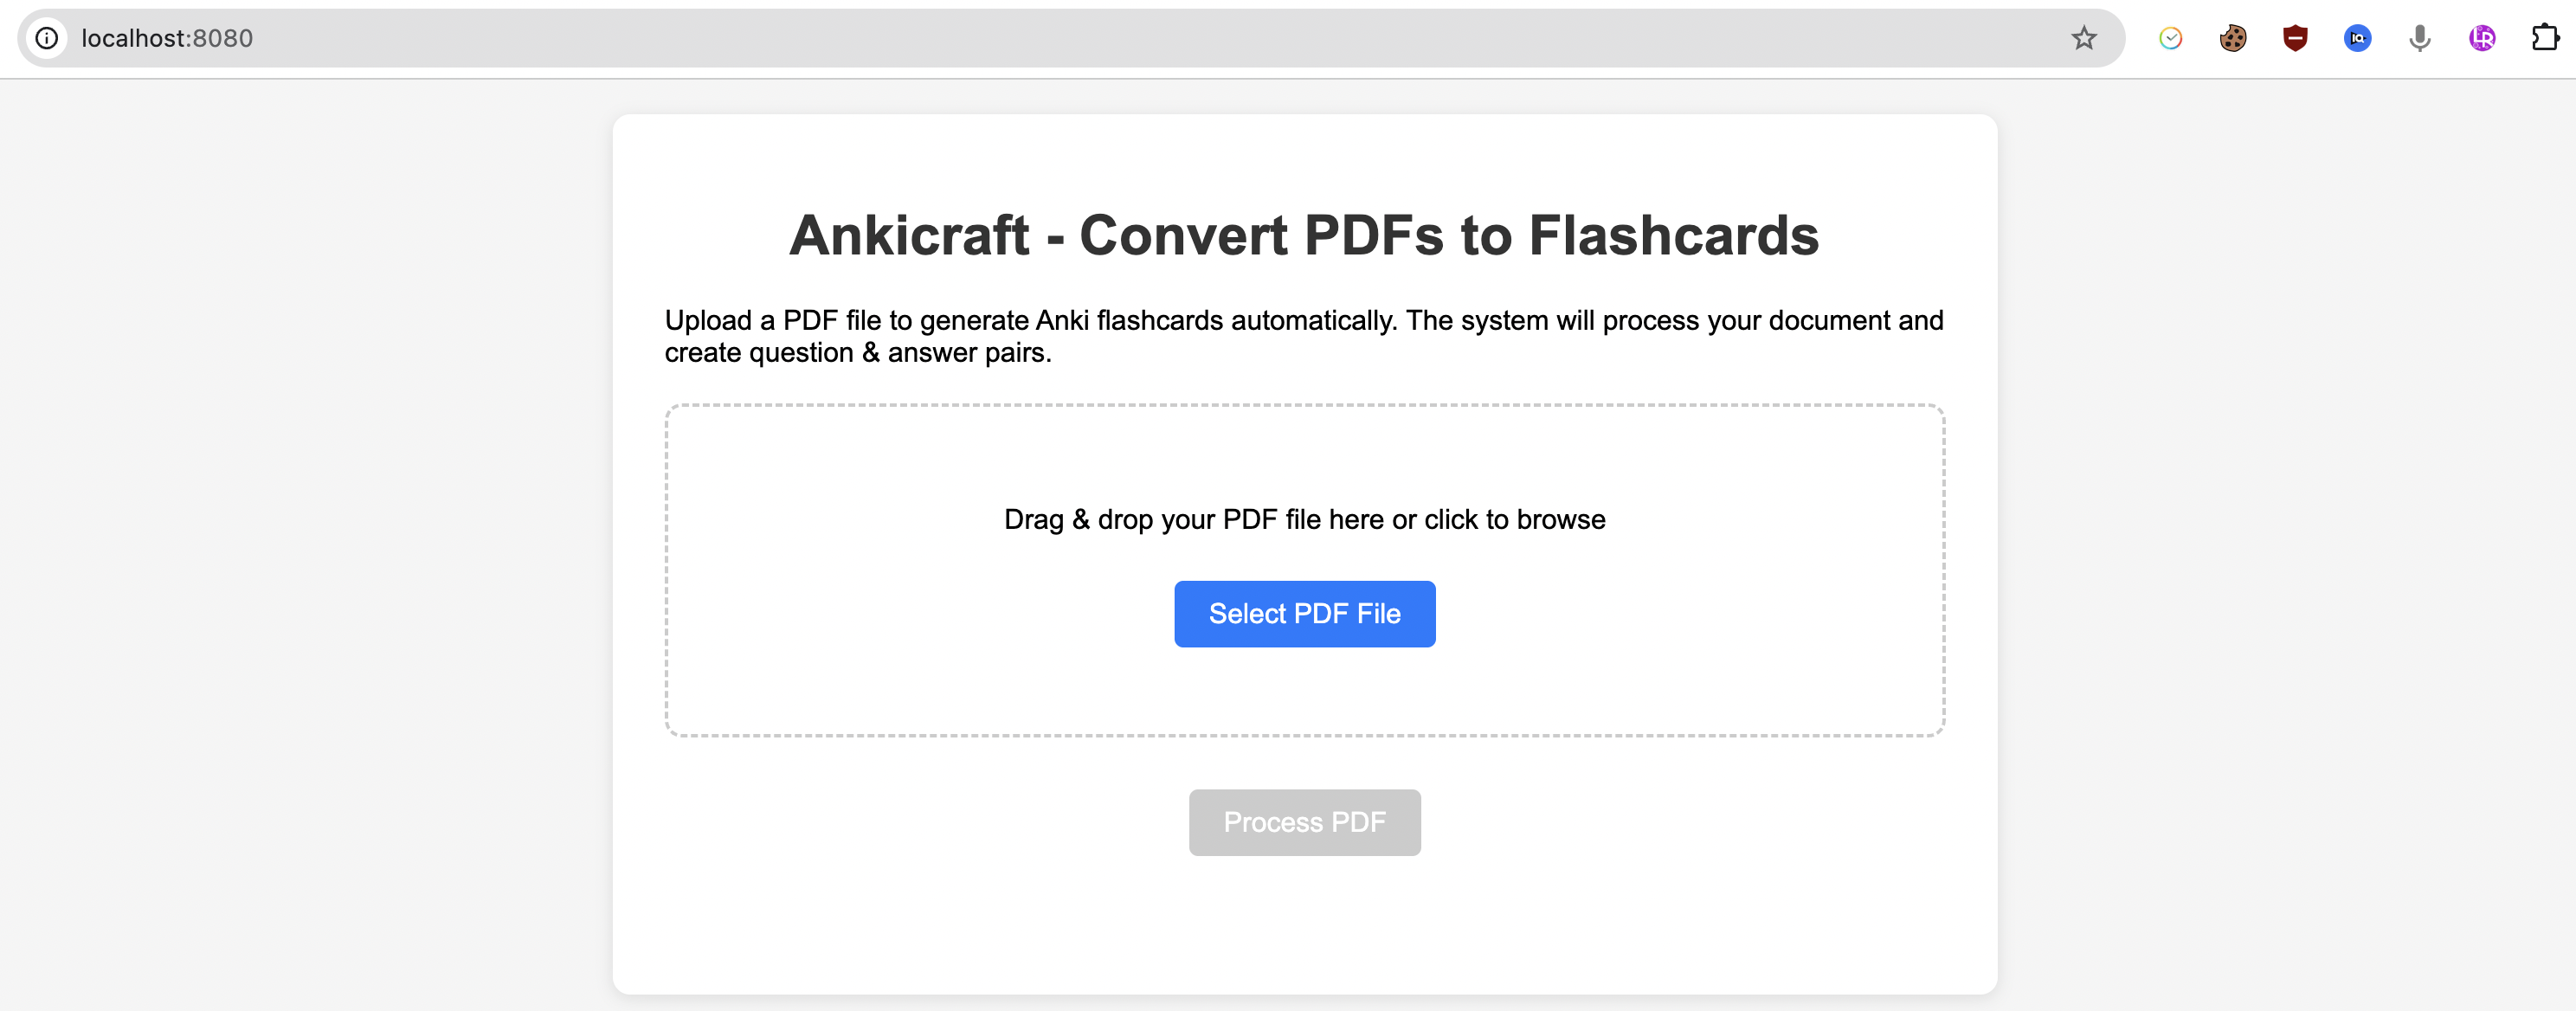 localhost:8080
Ankicraft - Convert PDFs to Flashcards
Upload a PDF file to generate Anki flashcards automatically. The system will process your document and
create question & answer pairs.
Drag & drop your PDF file here or click to browse
Select PDF File
Process PDF